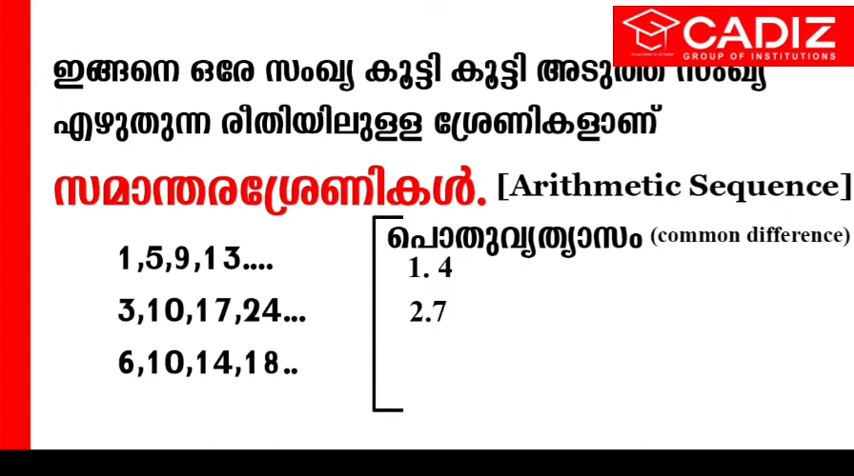 CADIZ
GROUP OF INSTITUTIONS
ഇങ്ങനെ ഒരേ സംഖ്യ കൂട്ടി കൂട്ടി അടുത്ത സംഖ്യ
എഴുതുന്ന രീതിയിലുളള ശ്രേണികളാണ്
സമാന്തരശ്രേണികൾ. [Arithmetic Sequence]
പൊതുവ്യത്യാസം (common difference)
1,5,9,13....
1. 4
3,10,17,24...
2.7
6,10,14,18..